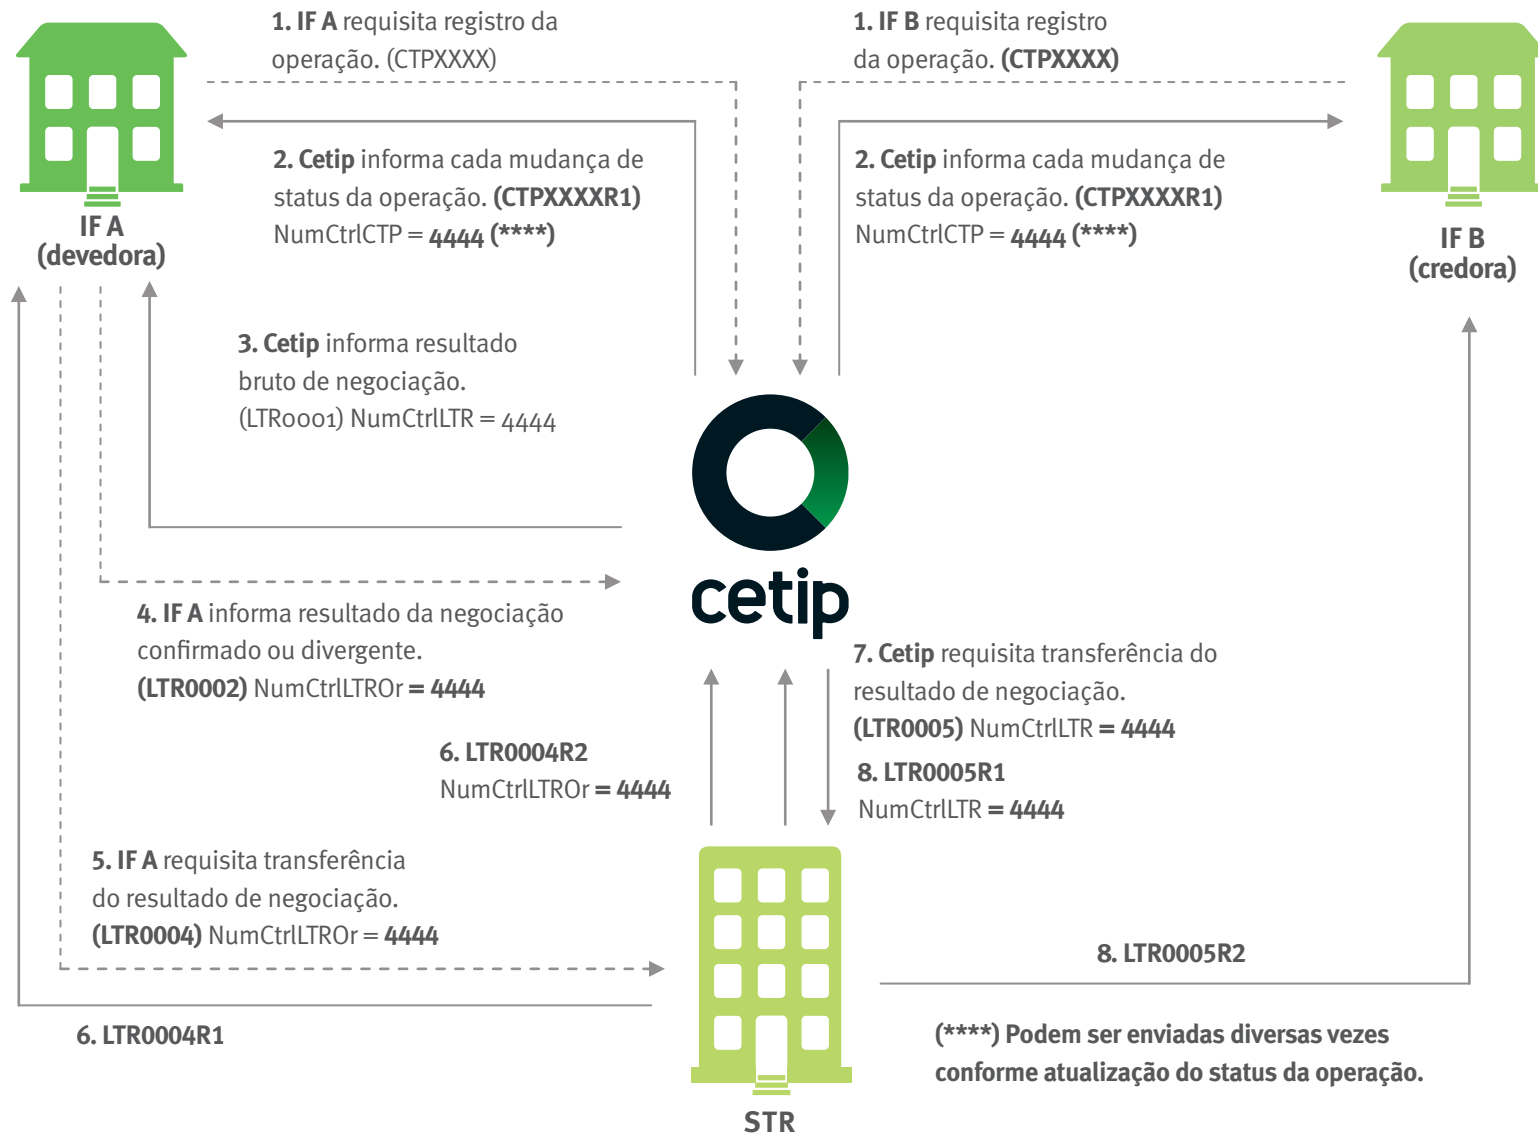 1. IF A requisita registro da
operação. (CTPXXXX)
1. IF B requisita registro
da operação. (CTPXXXX)
2. Cetip informa cada mudança de
status da operação. (CTPXXXXR1)
NumCtrlCTP = 4444 (****)
2. Cetip informa cada mudança de
status da operação. (CTPXXXXR1)
NumCtrlCTP = 4444 (****)
IF A
(devedora)
IF B
(credora)
3. Cetip informa resultado
bruto de negociação.
(LTR0001) NumCtrlLTR = 4444
cetip
4. IF A informa resultado da negociação
confirmado ou divergente.
(LTR0002) NumCtrlLTROr = 4444
7. Cetip requisita transferência do
resultado de negociação.
(LTR0005) NumCtrlLTR = 4444
6. LTR0004R2
NumCtrlLTROr = 4444
8. LTR0005R1
NumCtrlLTR = 4444
5. IF A requisita transferência
do resultado de negociação.
(LTR0004) NumCtrlLTROr = 4444
8. LTR0005R2
6. LTR0004R1
(****) Podem ser enviadas diversas vezes
conforme atualização do status da operação.
STR